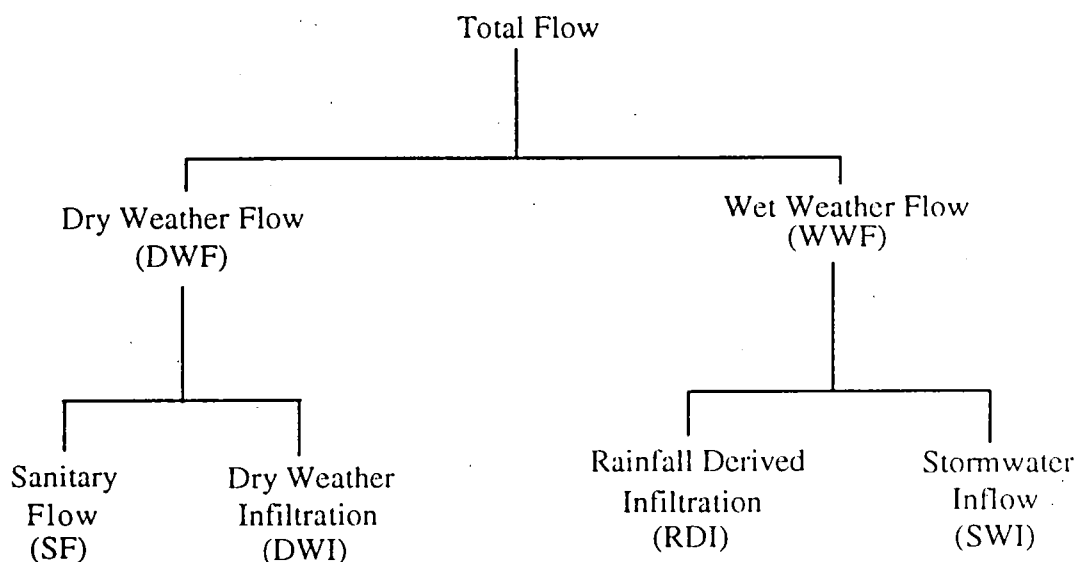 Total Flow
Dry Weather Flow
(DWF)
Wet Weather Flow
(WWF)
Sanitary
Flow
(SF)
Dry Weather
Infiltration
(DWI)
Rainfall Derived
Infiltration
(RDI)
Stormwater
Inflow
(SWI)